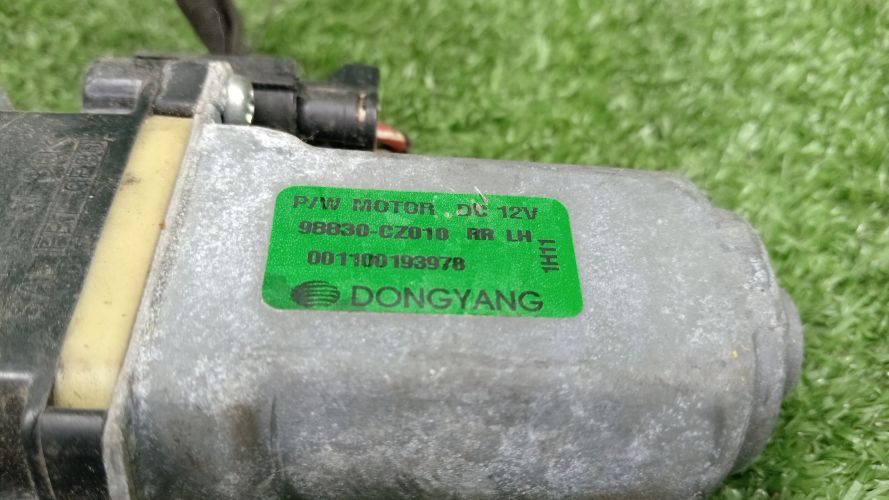 P/W MOTOR DC 12V
98830-CZ010 RR LH
001100193978
1H11
DONGYANG